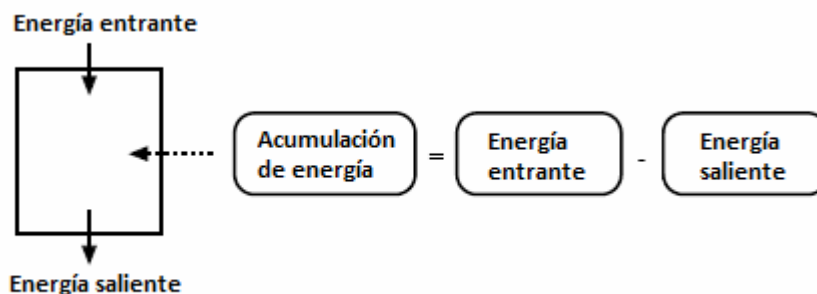 Energía entrante
Acumulación
de energía
=
Energía
entrante
-
Energía
saliente
Energía saliente